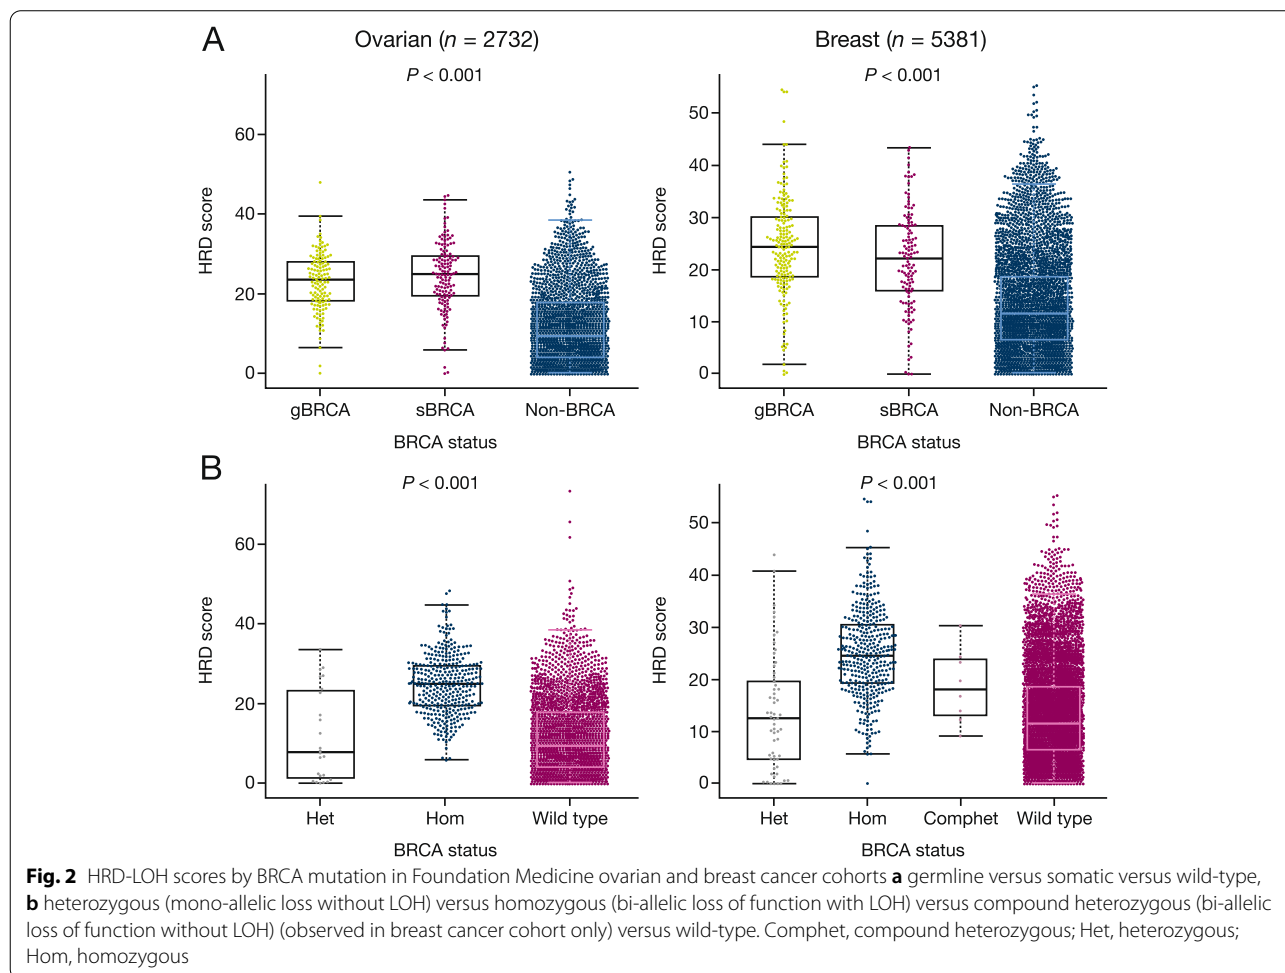 A
Ovarian (n = 2732)
P < 0.001
HRD score
60
40
20
0
gBRCA sBRCA Non-BRCA
BRCA status
Breast (n = 5381)
P < 0.001
HRD score
50
40
30
20
10
0
gBRCA sBRCA Non-BRCA
BRCA status
B
P < 0.001
HRD score
60
40
20
0
Het Hom Wild type
BRCA status
P < 0.001
HRD score
50
40
30
20
10
0
Het Hom Comphet Wild type
BRCA status
Fig. 2 HRD-LOH scores by BRCA mutation in Foundation Medicine ovarian and breast cancer cohorts a germline versus somatic versus wild-type,
b heterozygous (mono-allelic loss without LOH) versus homozygous (bi-allelic loss of function with LOH) versus compound heterozygous (bi-allelic
loss of function without LOH) (observed in breast cancer cohort only) versus wild-type. Comphet, compound heterozygous; Het, heterozygous;
Hom, homozygous